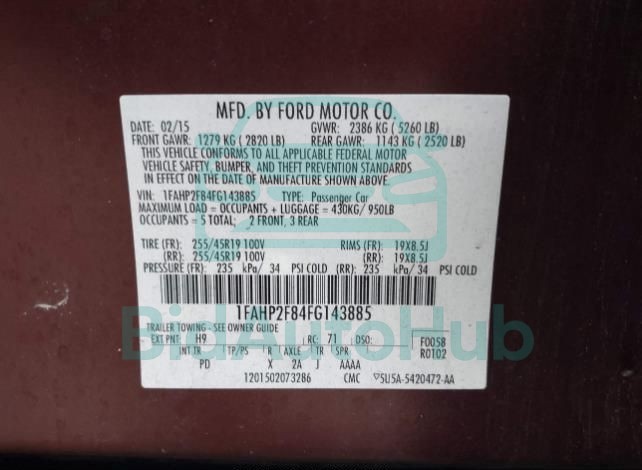 MFD. BY FORD MOTOR CO.
DATE: 02/15 GVWR: 2386 KG ( 5260 LB)
FRONT GAWR: 1279 KG ( 2820 LB) REAR GAWR: 1143 KG ( 2520 LB)
THIS VEHICLE CONFORMS TO ALL APPLICABLE FEDERAL MOTOR
VEHICLE SAFETY, BUMPER, AND THEFT PREVENTION STANDARDS
IN EFFECT ON THE DATE OF MANUFACTURE SHOWN ABOVE.
VIN: 1FAHP2F84FG143885 TYPE: Passenger Car
MAXIMUM LOAD = OCCUPANTS + LUGGAGE = 430KG/ 950LB
OCCUPANTS = 5 TOTAL; 2 FRONT, 3 REAR
TIRE (FR): 255/45R19 100V RIMS (FR): 19X8.5J
(RR): 255/45R19 100V (RR): 19X8.5J
PRESSURE (FR): 235 kPa/ 34 PSI COLD (RR): 235 kPa/ 34 PSI COLD
1FAHP2F84FG143885
BidAutoHub
TRAILER TOWING - SEE OWNER GUIDE
EXT PNT: H9 RC: 71 F0058
INT TR TP/PS R AXLE TR SPR R0102
PD X 2A J AAAA
1201502073286 CMC ▽5U5A-5420472-AA